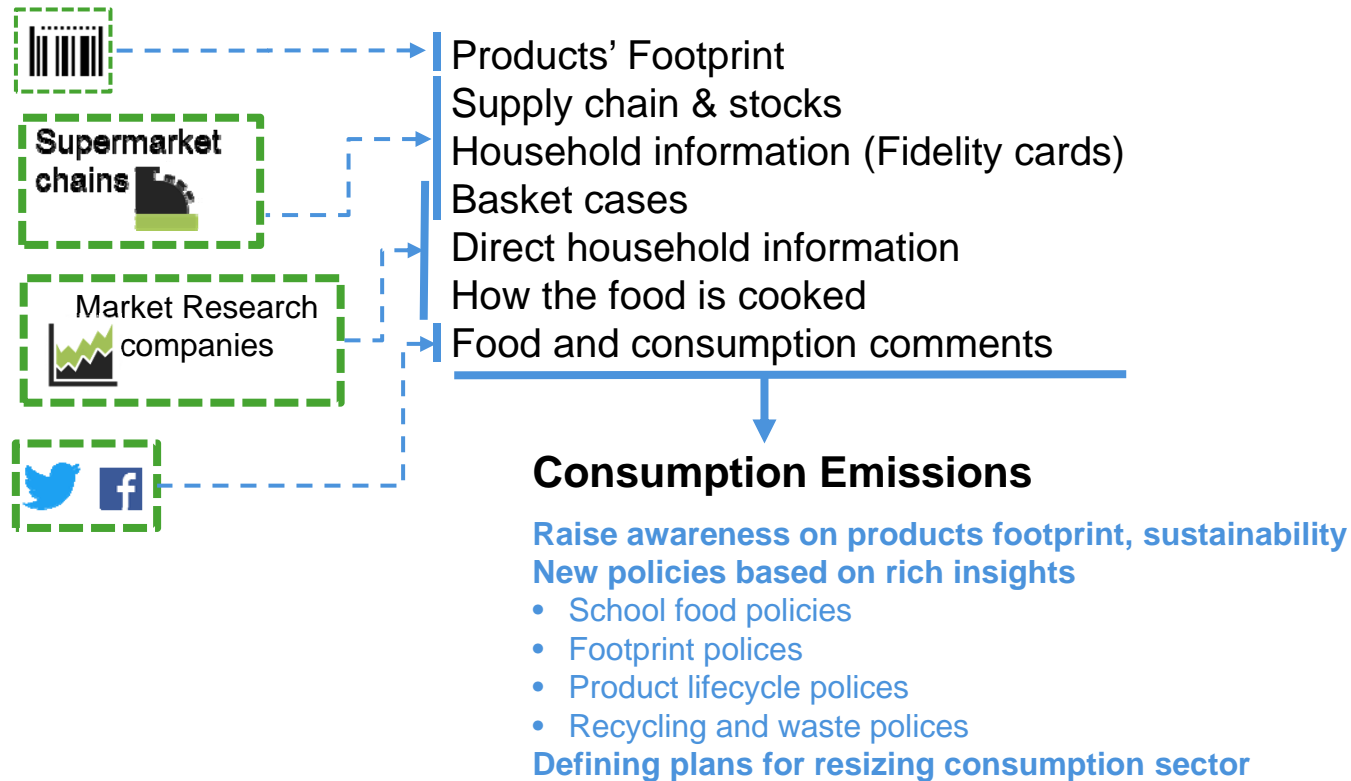 Products’ Footprint
Supply chain & stocks
Household information (Fidelity cards)
Basket cases
Direct household information
How the food is cooked
Food and consumption comments
Supermarket
chains
Market Research
companies
f
Consumption Emissions
Raise awareness on products footprint, sustainability
New policies based on rich insights
• School food policies
• Footprint polices
• Product lifecycle polices
• Recycling and waste polices
Defining plans for resizing consumption sector